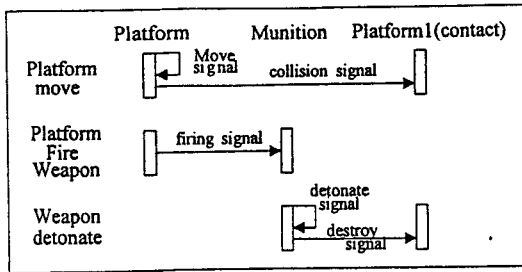 Platform Munition Platform1(contact)
Platform move
Move signal
collision signal
Platform Fire Weapon
firing signal
Weapon detonate
detonate signal
destroy signal